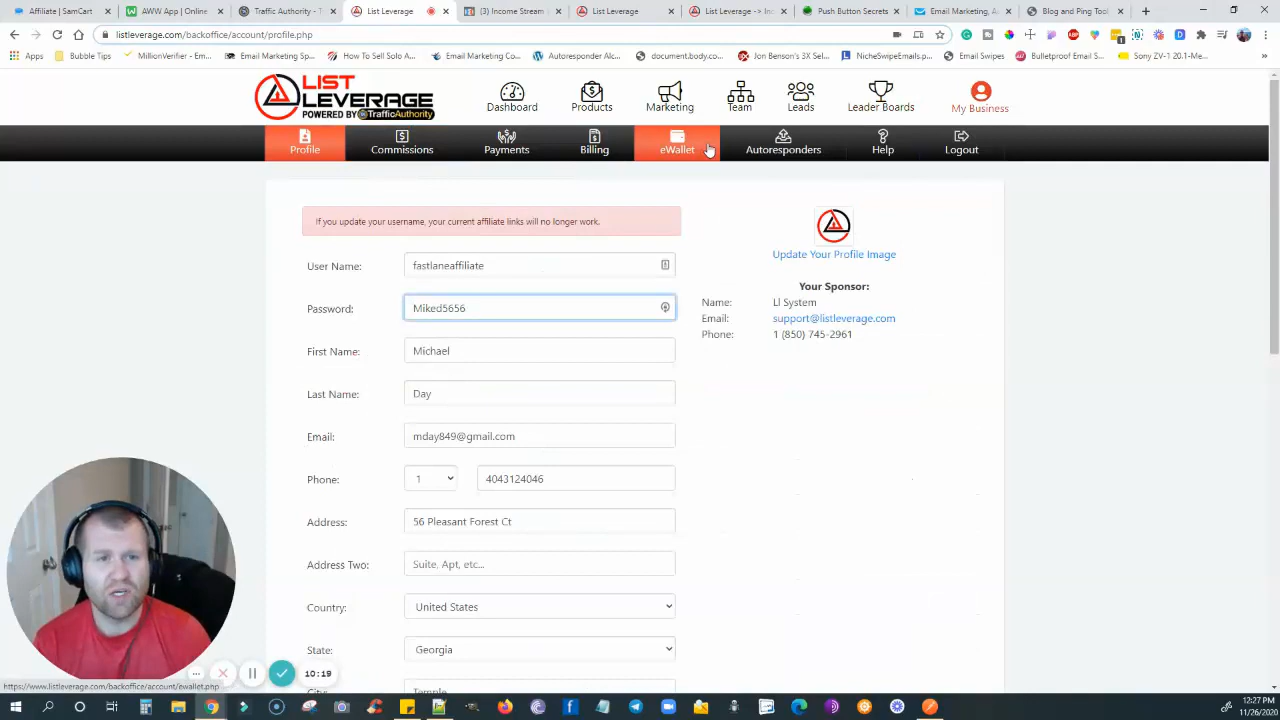 Affiliate | SamCart
AWW App | Online
Traffic Authority - T
List Leverage
(3) Income Stream
List Leverage
List Leverage -> Inc
Push Button Secrets
Email Marketing, A
Blog and Ping Tool
listleverage.com/backoffice/account/profile.php
Apps
Bubble Tips
MillionVerifier - Em...
Email Marketing Sp...
How To Sell Solo A...
Email Marketing Co...
Autoresponder Alc...
document.body.co...
Jon Benson's 3X Sel...
NicheSwipeEmails...
Email Swipes
Bulletproof Email S...
Sony ZV-1 20.1-Me...
LIST
LEVERAGE
POWERED BY TrafficAuthority
Dashboard
Products
Marketing
Team
Leads
Leader Boards
My Business
Profile
Commissions
Payments
Billing
eWallet
Autoresponders
Help
Logout
If you update your username, your current affiliate links will no longer work.
User Name: fastlaneaffiliate
Password: Miked5656
First Name: Michael
Last Name: Day
Email: mday849@gmail.com
Phone: 1 4043124046
Address: 56 Pleasant Forest Ct
Address Two: Suite, Apt, etc...
Country: United States
State: Georgia
City: Temple
Update Your Profile Image
Your Sponsor:
Name: Ll System
Email: support@listleverage.com
Phone: 1 (850) 745-2961
10:19
https://www.listleverage.com/backoffice/account/ewallet.php
12:27 PM
11/26/2020